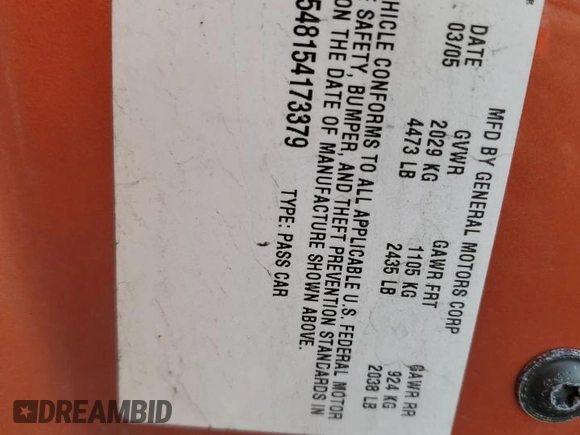 MFD BY GENERAL MOTORS CORP
DATE GVWR GAWR FRT GAWR RR
03/05 2029 KG 1105 KG 924 KG
4473 LB 2435 LB 2038 LB
VEHICLE CONFORMS TO ALL APPLICABLE U.S. FEDERAL MOTOR
SAFETY, BUMPER, AND THEFT PREVENTION STANDARDS IN
ON THE DATE OF MANUFACTURE SHOWN ABOVE.
548154173379 TYPE: PASS CAR
DREAMBID